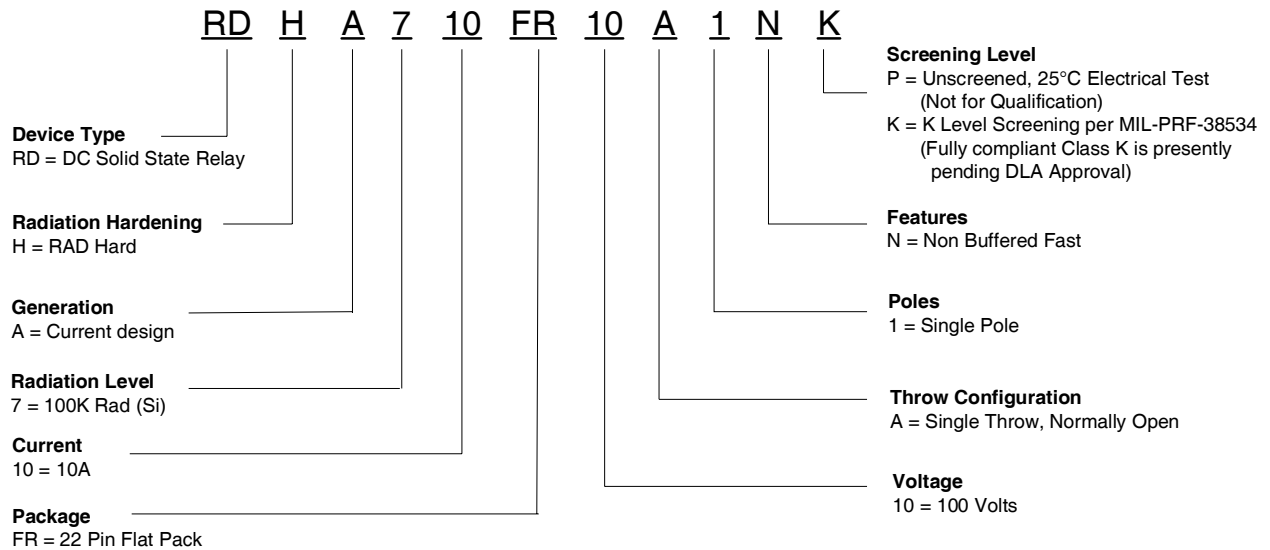 RD H A 7 10 FR 10 A 1 N K
Device Type
RD = DC Solid State Relay
Radiation Hardening
H = RAD Hard
Generation
A = Current design
Radiation Level
7 = 100K Rad (Si)
Current
10 = 10A
Package
FR = 22 Pin Flat Pack
Screening Level
P = Unscreened, 25°C Electrical Test
(Not for Qualification)
K = K Level Screening per MIL-PRF-38534
(Fully compliant Class K is presently
pending DLA Approval)
Features
N = Non Buffered Fast
Poles
1 = Single Pole
Throw Configuration
A = Single Throw, Normally Open
Voltage
10 = 100 Volts